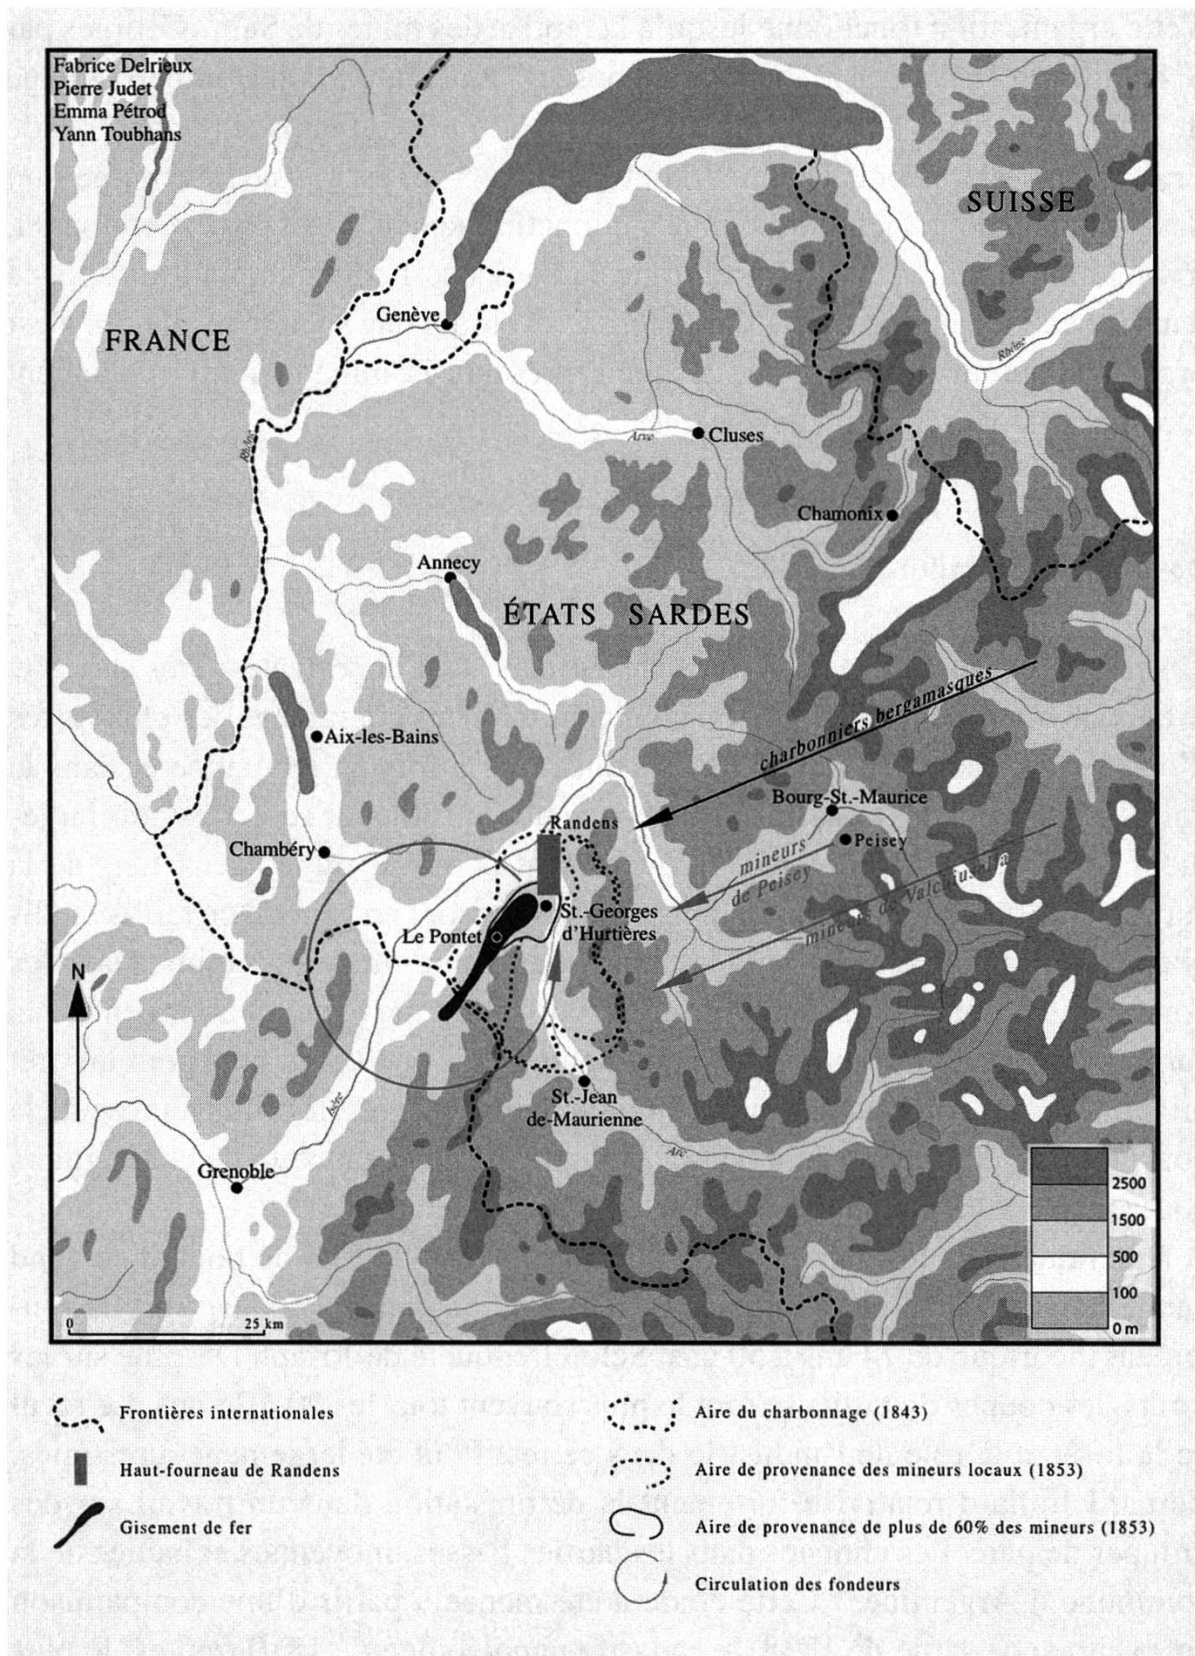 Fabrice Delrieux
Pierre Judet
Emma Pétrod
Yann Toubhans
SUISSE
Genève
FRANCE
Rhône
Rhône
Arve
Cluses
Chamonix
Annecy
ÉTATS SARDES
charbonniers bergamasques
Aix-les-Bains
Bourg-St.-Maurice
Randens
Peisey
Chambéry
mineurs
de Peisey
mineurs de
St.-Georges
d'Hurtières
Le Pontet
N
St.-Jean
de-Maurienne
Isère
Arc
Grenoble
2500
1500
500
100
0 m
0 25 km
Frontières internationales
Haut-fourneau de Randens
Gisement de fer
Aire du charbonnage (1843)
Aire de provenance des mineurs locaux (1853)
Aire de provenance de plus de 60% des mineurs (1853)
Circulation des fondeurs